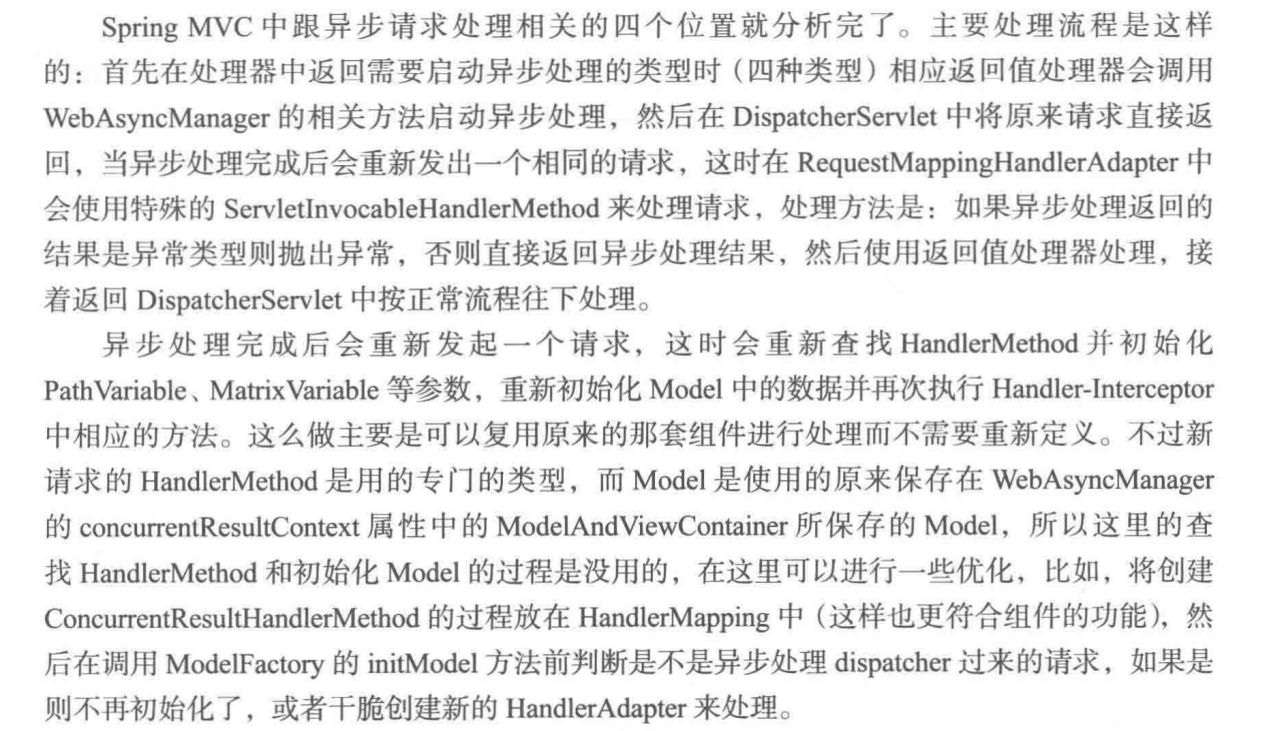 Spring MVC 中跟异步请求处理相关的四个位置就分析完了。主要处理流程是这样
的：首先在处理器中返回需要启动异步处理的类型时（四种类型）相应返回值处理器会调用
WebAsyncManager 的相关方法启动异步处理，然后在 DispatcherServlet 中将原来请求直接返
回，当异步处理完成后会重新发出一个相同的请求，这时在 RequestMappingHandlerAdapter 中
会使用特殊的 ServletInvocableHandlerMethod 来处理请求，处理方法是：如果异步处理返回的
结果是异常类型则抛出异常，否则直接返回异步处理结果，然后使用返回值处理器处理，接
着返回 DispatcherServlet 中按正常流程往下处理。
异步处理完成后会重新发起一个请求，这时会重新查找 HandlerMethod 并初始化
PathVariable、MatrixVariable 等参数，重新初始化 Model 中的数据并再次执行 Handler-Interceptor
中相应的方法。这么做主要是可以复用原来的那套组件进行处理而不需要重新定义。不过新
请求的 HandlerMethod 是用的专门的类型，而 Model 是使用的原来保存在 WebAsyncManager
的 concurrentResultContext 属性中的 ModelAndViewContainer 所保存的 Model，所以这里的查
找 HandlerMethod 和初始化 Model 的过程是没用的，在这里可以进行一些优化，比如，将创建
ConcurrentResultHandlerMethod 的过程放在 HandlerMapping 中（这样也更符合组件的功能），然
后在调用 ModelFactory 的 initModel 方法前判断是不是异步处理 dispatcher 过来的请求，如果是
则不再初始化了，或者干脆创建新的 HandlerAdapter 来处理。